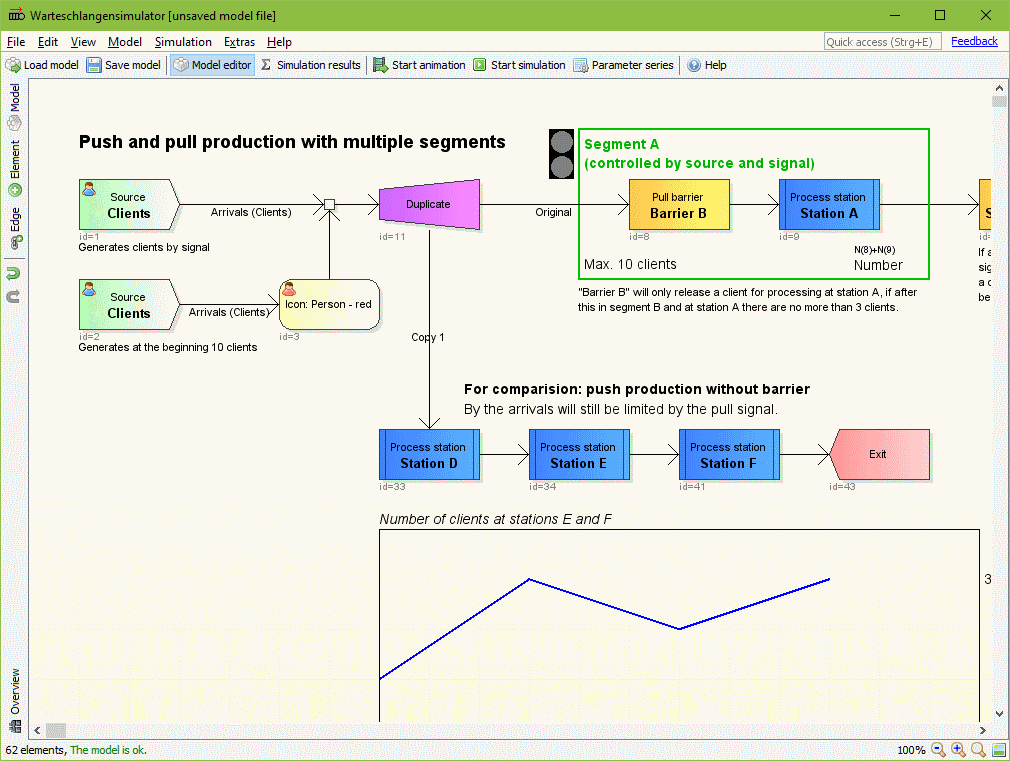 Warteschlangensimulator [unsaved model file]
File Edit View Model Simulation Extras Help
Quick access (Strg+E) Feedback
Load model Save model Model editor Simulation results Start animation Start simulation Parameter series Help
Model
Element
Edge
Overview
Push and pull production with multiple segments
Source
Clients
id=1
Generates clients by signal
Arrivals (Clients)
Duplicate
id=11
Original
Segment A
(controlled by source and signal)
Pull barrier
Barrier B
id=8
Process station
Station A
id=9
N(8)+N(9)
Number
Max. 10 clients
"Barrier B" will only release a client for processing at station A, if after
this in segment B and at station A there are no more than 3 clients.
S
id=
If a
sig
a c
be
Source
Clients
id=2
Generates at the beginning 10 clients
Arrivals (Clients)
Icon: Person - red
id=3
Copy 1
For comparision: push production without barrier
By the arrivals will still be limited by the pull signal.
Process station
Station D
id=33
Process station
Station E
id=34
Process station
Station F
id=41
Exit
id=43
Number of clients at stations E and F
3
62 elements, The model is ok.
100%